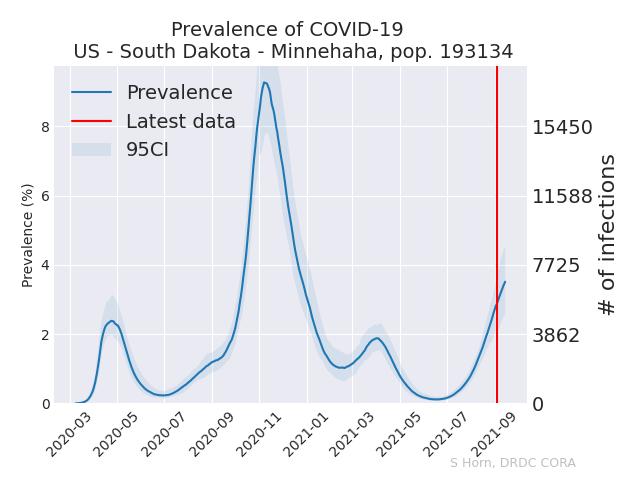 Prevalence of COVID-19
US - South Dakota - Minnehaha, pop. 193134
Prevalence
Latest data
95CI
Prevalence (%)
8
6
4
2
0
15450
11588
7725
3862
0
# of infections
2020-03
2020-05
2020-07
2020-09
2020-11
2021-01
2021-03
2021-05
2021-07
2021-09
S Horn, DRDC CORA